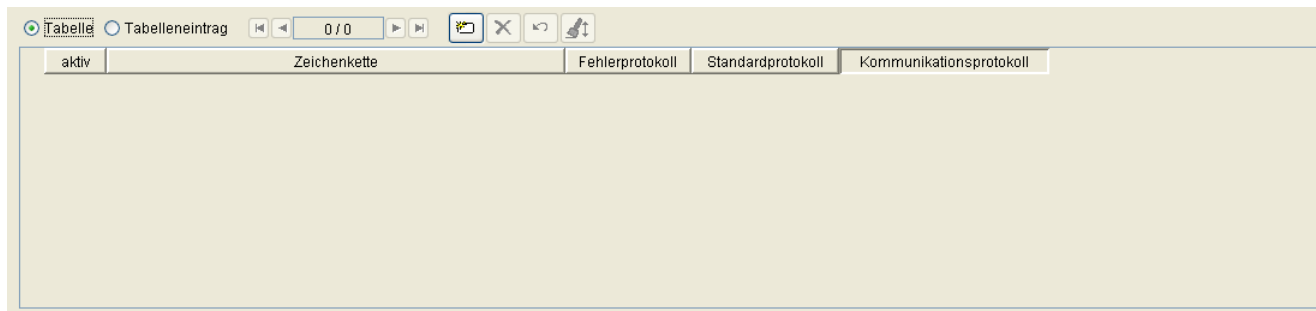 Tabelle Tabelleneintrag 0 / 0
aktiv Zeichenkette Fehlerprotokoll Standardprotokoll Kommunikationsprotokoll